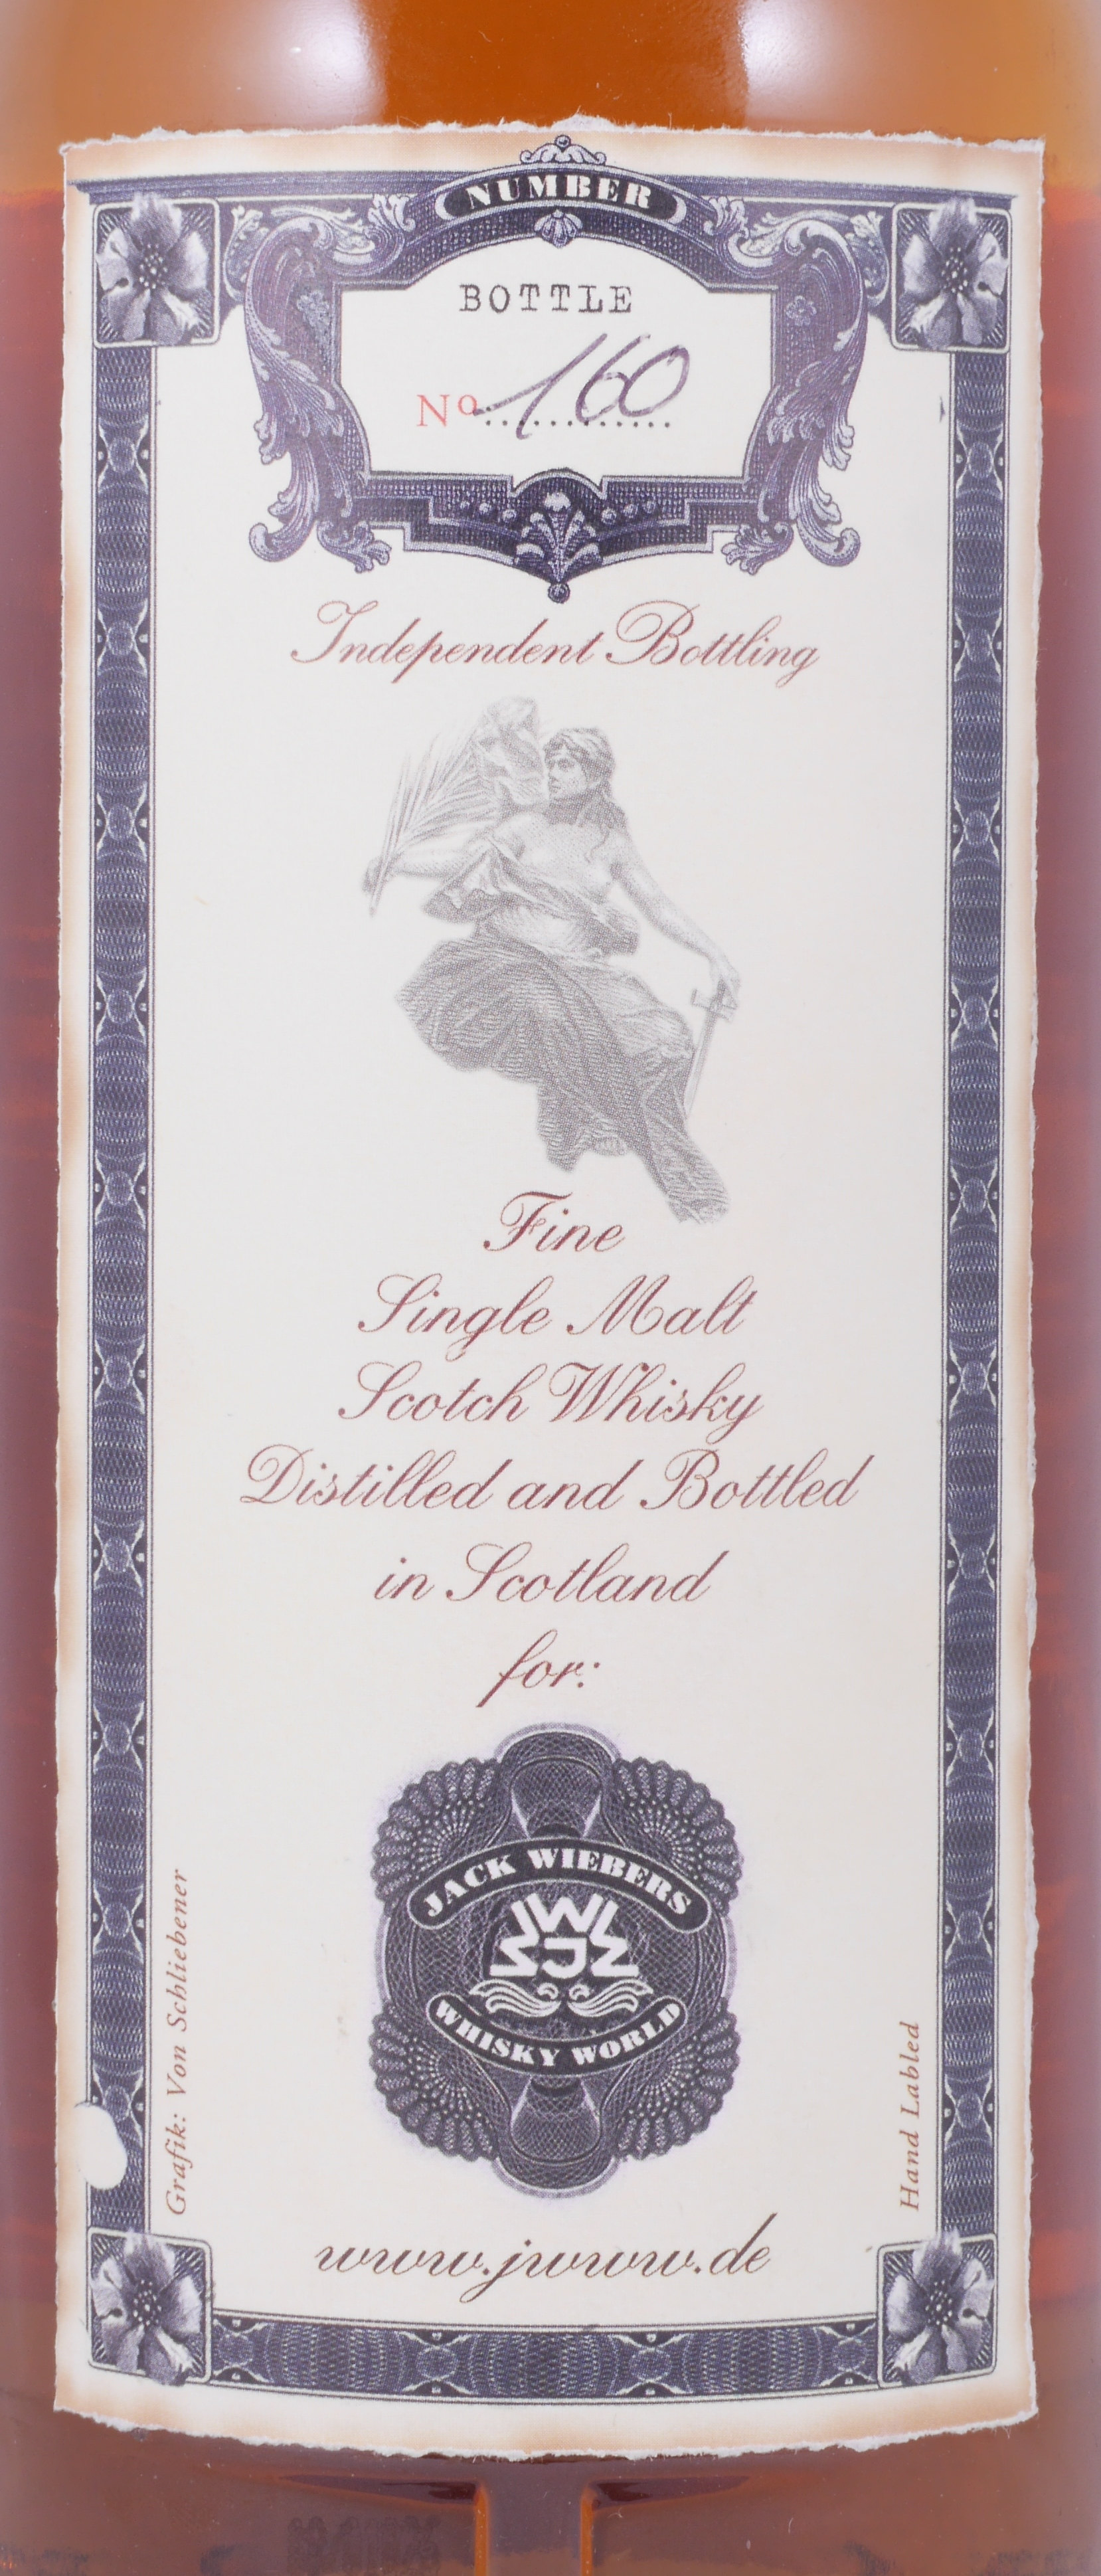 NUMBER
BOTTLE
Nº 160
Independent Bottling
Fine
Single Malt
Scotch Whisky
Distilled and Bottled
in Scotland
for:
JACK WIEBERS
JWWW
WHISKY WORLD
Grafik: Von Schliebener
Hand Labled
www.jwww.de